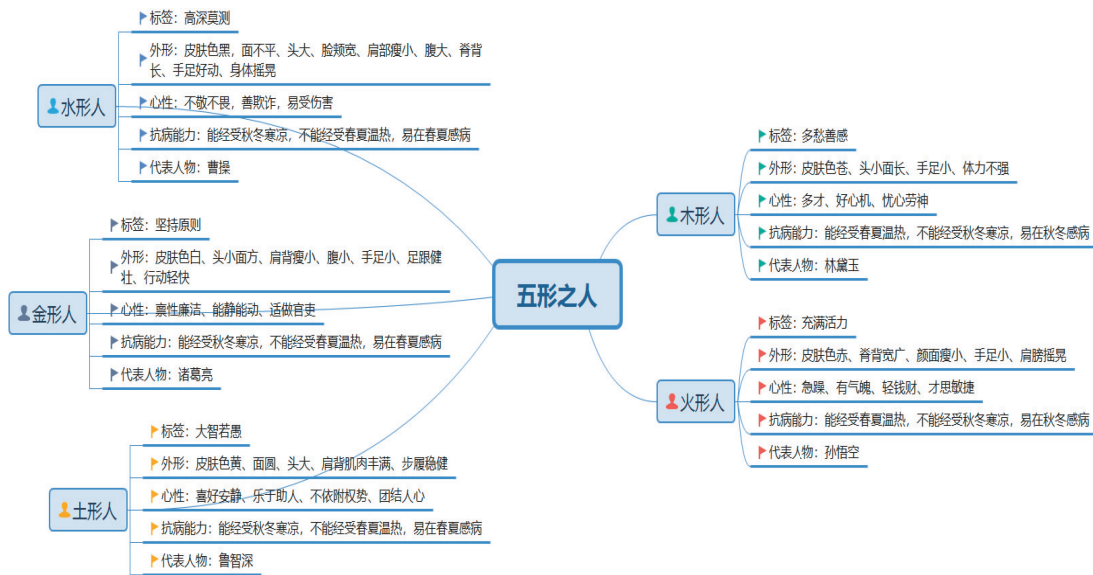 五形之人
木形人
标签：多愁善感
外形：皮肤色苍、头小面长、手足小、体力不强
心性：多才、好心机、忧心劳神
抗病能力：能经受春夏温热，不能经受秋冬寒凉，易在秋冬感病
代表人物：林黛玉
火形人
标签：充满活力
外形：皮肤色赤、脊背宽广、颜面瘦小、手足小、肩膀摇晃
心性：急躁、有气魄、轻钱财、才思敏捷
抗病能力：能经受春夏温热，不能经受秋冬寒凉，易在秋冬感病
代表人物：孙悟空
土形人
标签：大智若愚
外形：皮肤色黄、面圆、头大、肩背肌肉丰满、步履稳健
心性：喜好安静、乐于助人、不依附权势、团结人心
抗病能力：能经受秋冬寒凉，不能经受春夏温热，易在春夏感病
代表人物：鲁智深
金形人
标签：坚持原则
外形：皮肤色白、头小面方、肩背瘦小、腹小、手足小、足跟健
壮、行动轻快
心性：禀性廉洁、能静能动、适做官吏
抗病能力：能经受秋冬寒凉，不能经受春夏温热，易在春夏感病
代表人物：诸葛亮
水形人
标签：高深莫测
外形：皮肤色黑，面不平、头大、脸颊宽、肩部瘦小、腹大、脊背
长、手足好动、身体摇晃
心性：不敬不畏，善欺诈，易受伤害
抗病能力：能经受秋冬寒凉，不能经受春夏温热，易在春夏感病
代表人物：曹操